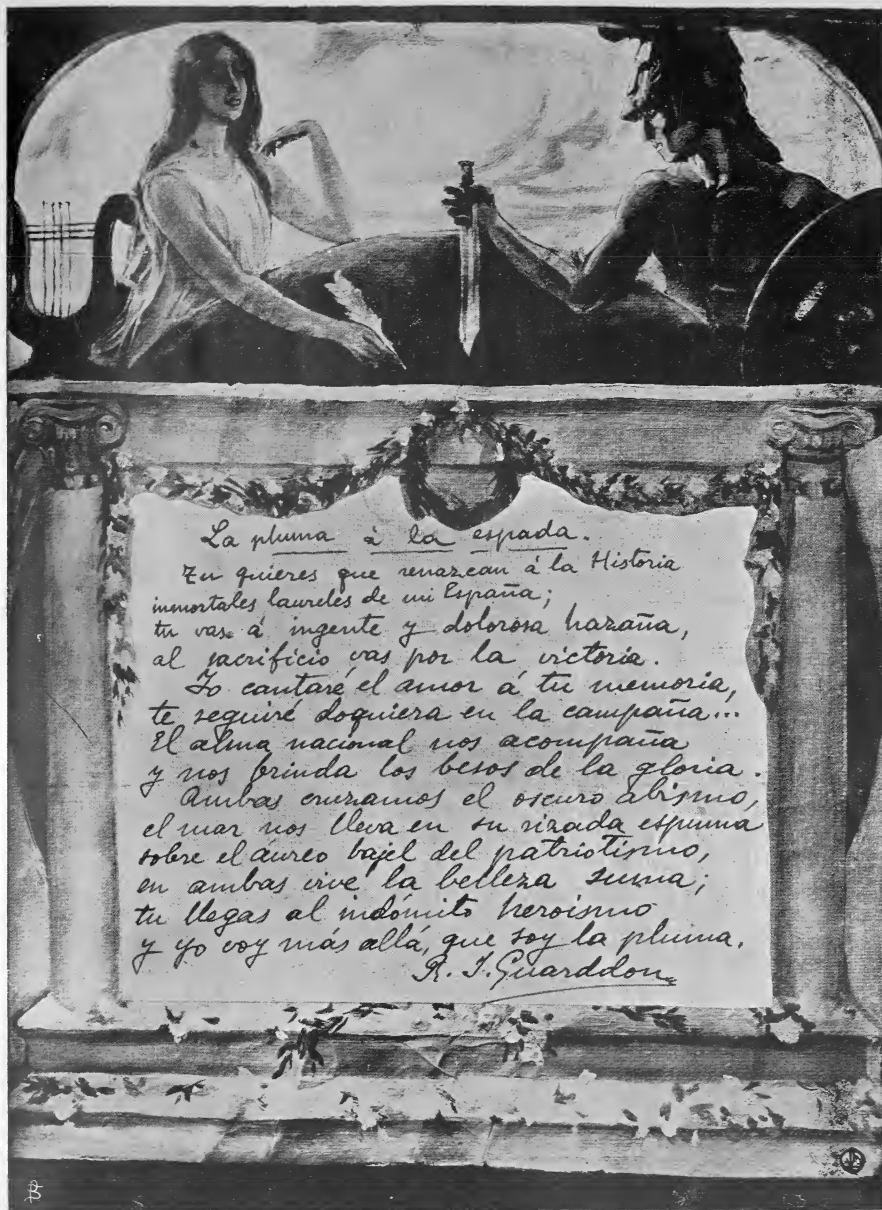 La pluma à la espada.
Tu quieres que renazcan á la Historia
inmortales laureles de mi España;
tu vas á ingente y dolorosa hazaña,
al sacrificio vas por la victoria.
Yo cantaré el amor á tu memoria,
te seguiré doquiera en la campaña...
El alma nacional nos acompaña
y nos brinda los besos de la gloria.
Ambas cruzamos el oscuro abismo,
el mar nos lleva en su rizada espuma
sobre el áureo bajel del patriotismo,
en ambas vive la belleza suma;
tu llegas al indómito heroismo
y yo voy más allá, que soy la pluma.
R. J. Guarddon